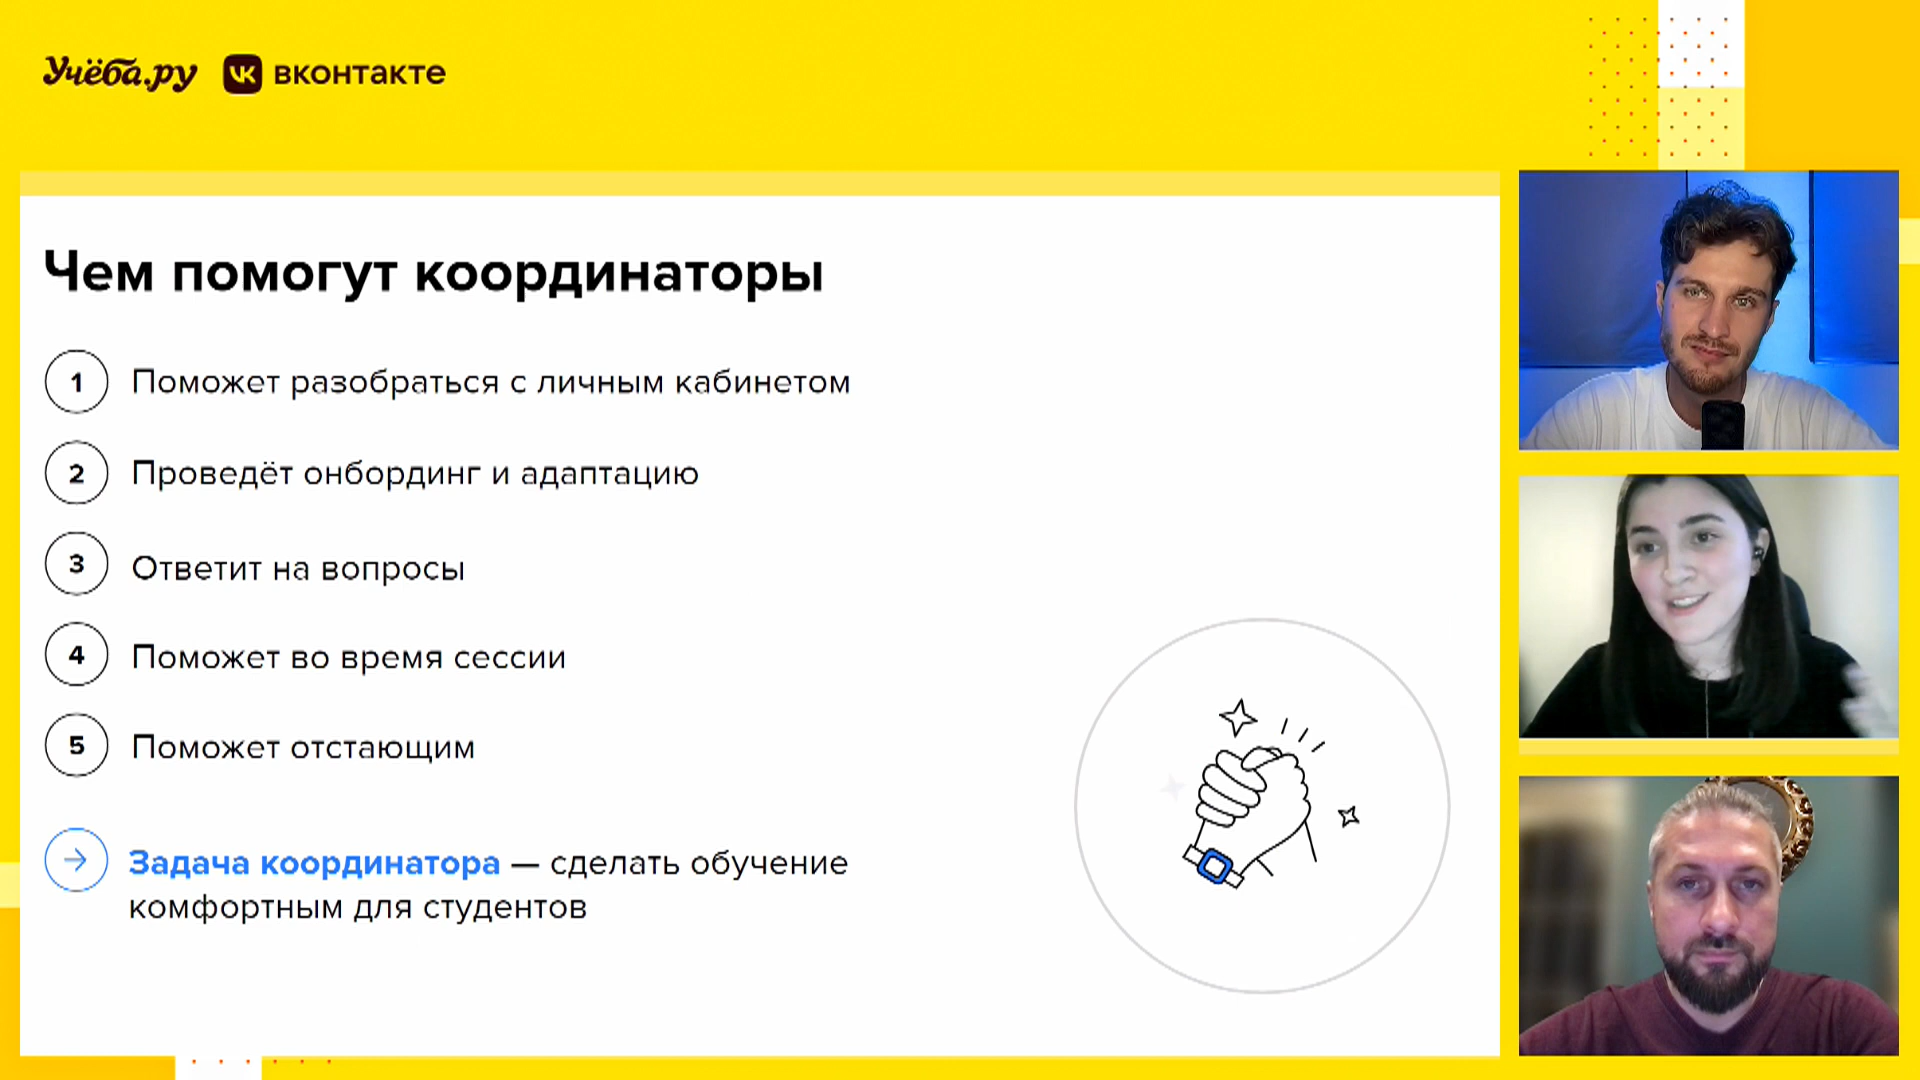 Учёба.ру вконтакте
Чем помогут координаторы
1 Поможет разобраться с личным кабинетом
2 Проведёт онбординг и адаптацию
3 Ответит на вопросы
4 Поможет во время сессии
5 Поможет отстающим
Задача координатора — сделать обучение
комфортным для студентов